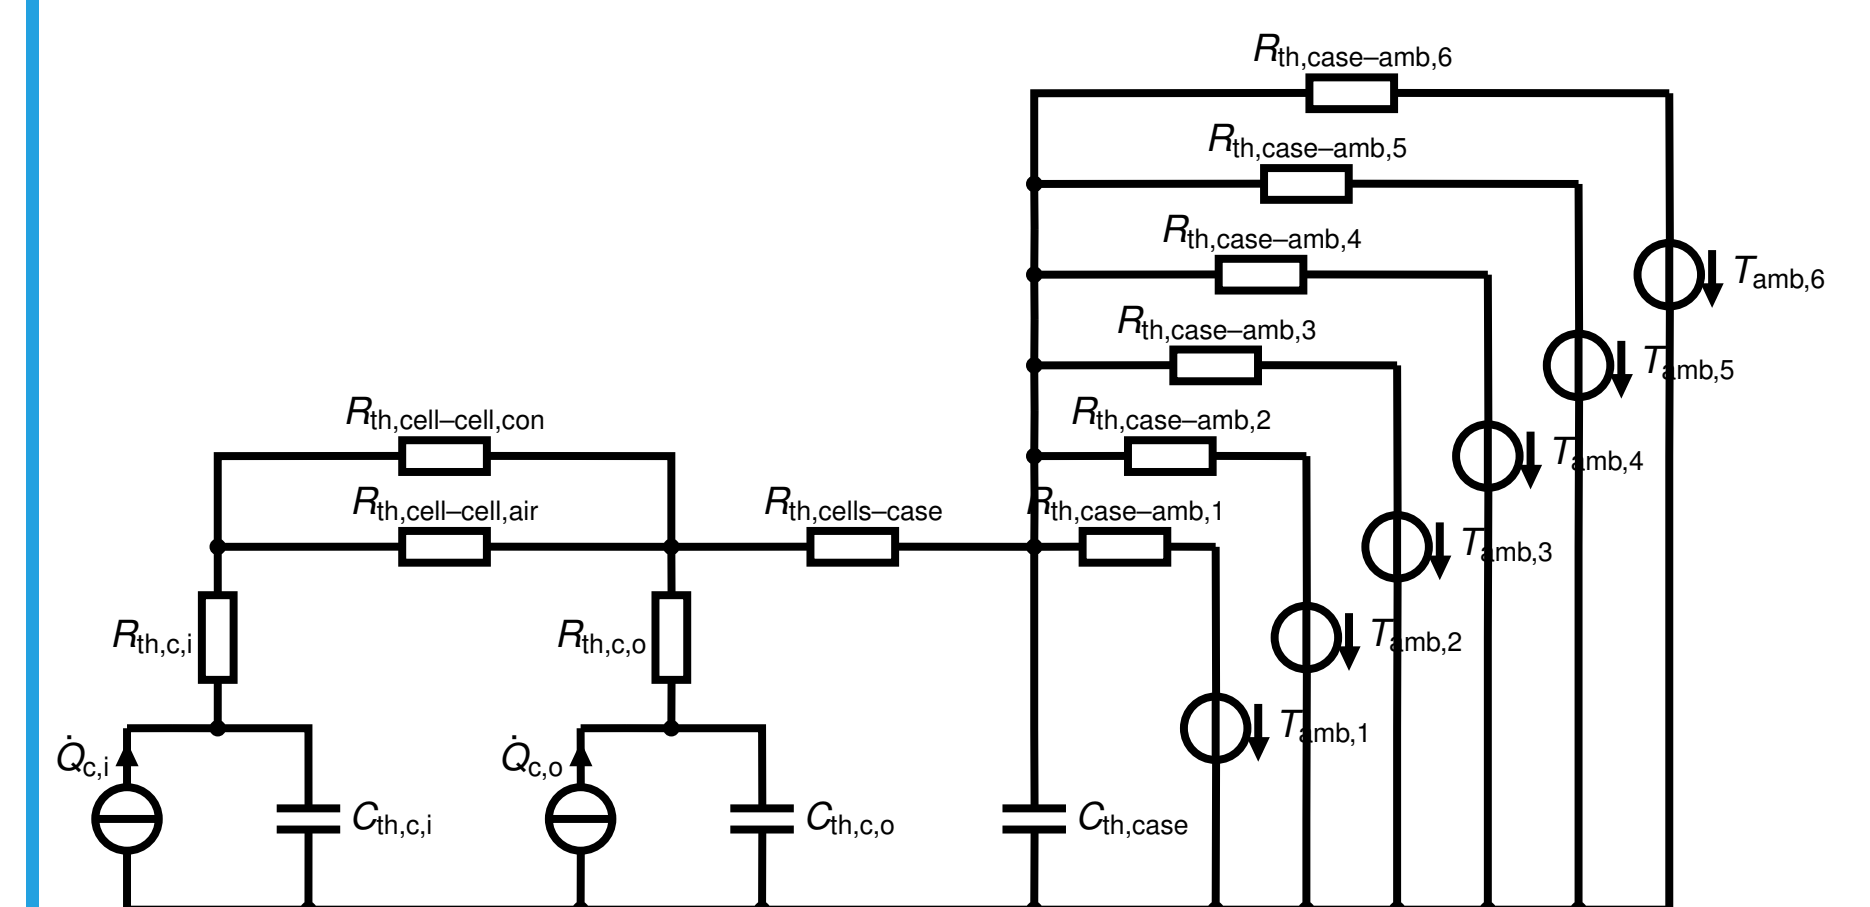 Rth,case–amb,6
Rth,case–amb,5
Rth,case–amb,4
Tamb,6
Rth,case–amb,3
Tamb,5
Rth,cell–cell,con
Rth,case–amb,2
Tamb,4
Rth,cell–cell,air
Rth,cells–case
Rth,case–amb,1
Tamb,3
Rth,c,i
Rth,c,o
Tamb,2
Tamb,1
Q̇c,i
Q̇c,o
Cth,c,i
Cth,c,o
Cth,case